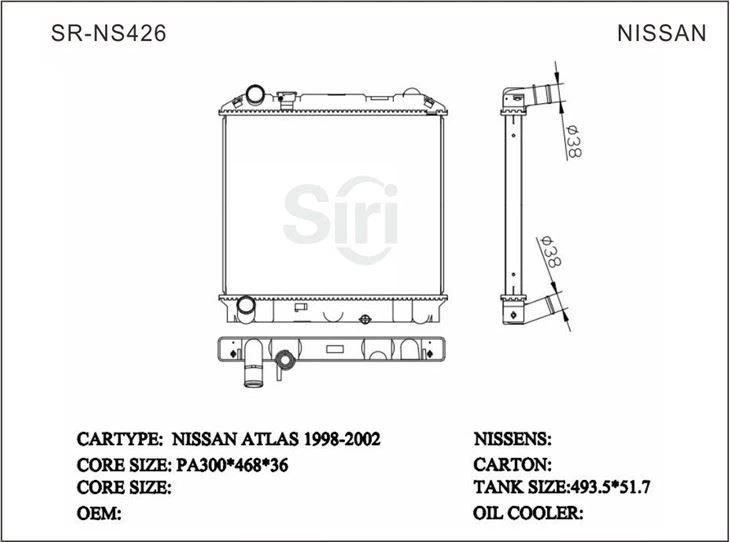 SR-NS426
NISSAN
Siri
ø38
ø38
CARTYPE: NISSAN ATLAS 1998-2002
CORE SIZE: PA300*468*36
CORE SIZE:
OEM:
NISSENS:
CARTON:
TANK SIZE:493.5*51.7
OIL COOLER: